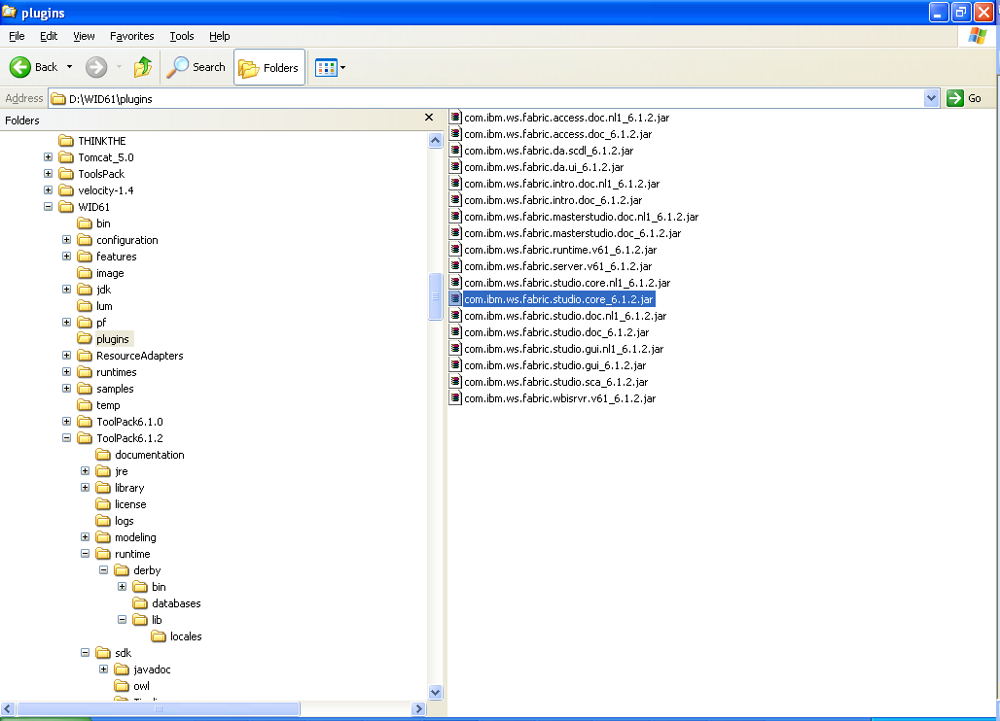 plugins
File Edit View Favorites Tools Help
Back Search Folders
Address D:\WID61\plugins Go
Folders
THINKTHE
Tomcat_5.0
ToolsPack
velocity-1.4
WID61
bin
configuration
features
image
jdk
lum
pf
plugins
ResourceAdapters
runtimes
samples
temp
ToolPack6.1.0
ToolPack6.1.2
documentation
jre
library
license
logs
modeling
runtime
derby
bin
databases
lib
locales
sdk
javadoc
owl
com.ibm.ws.fabric.access.doc.nl1_6.1.2.jar
com.ibm.ws.fabric.access.doc_6.1.2.jar
com.ibm.ws.fabric.da.scdl_6.1.2.jar
com.ibm.ws.fabric.da.ui_6.1.2.jar
com.ibm.ws.fabric.intro.doc.nl1_6.1.2.jar
com.ibm.ws.fabric.intro.doc_6.1.2.jar
com.ibm.ws.fabric.masterstudio.doc.nl1_6.1.2.jar
com.ibm.ws.fabric.masterstudio.doc_6.1.2.jar
com.ibm.ws.fabric.runtime.v61_6.1.2.jar
com.ibm.ws.fabric.server.v61_6.1.2.jar
com.ibm.ws.fabric.studio.core.nl1_6.1.2.jar
com.ibm.ws.fabric.studio.core_6.1.2.jar
com.ibm.ws.fabric.studio.doc.nl1_6.1.2.jar
com.ibm.ws.fabric.studio.doc_6.1.2.jar
com.ibm.ws.fabric.studio.gui.nl1_6.1.2.jar
com.ibm.ws.fabric.studio.gui_6.1.2.jar
com.ibm.ws.fabric.studio.sca_6.1.2.jar
com.ibm.ws.fabric.wbisrvr.v61_6.1.2.jar